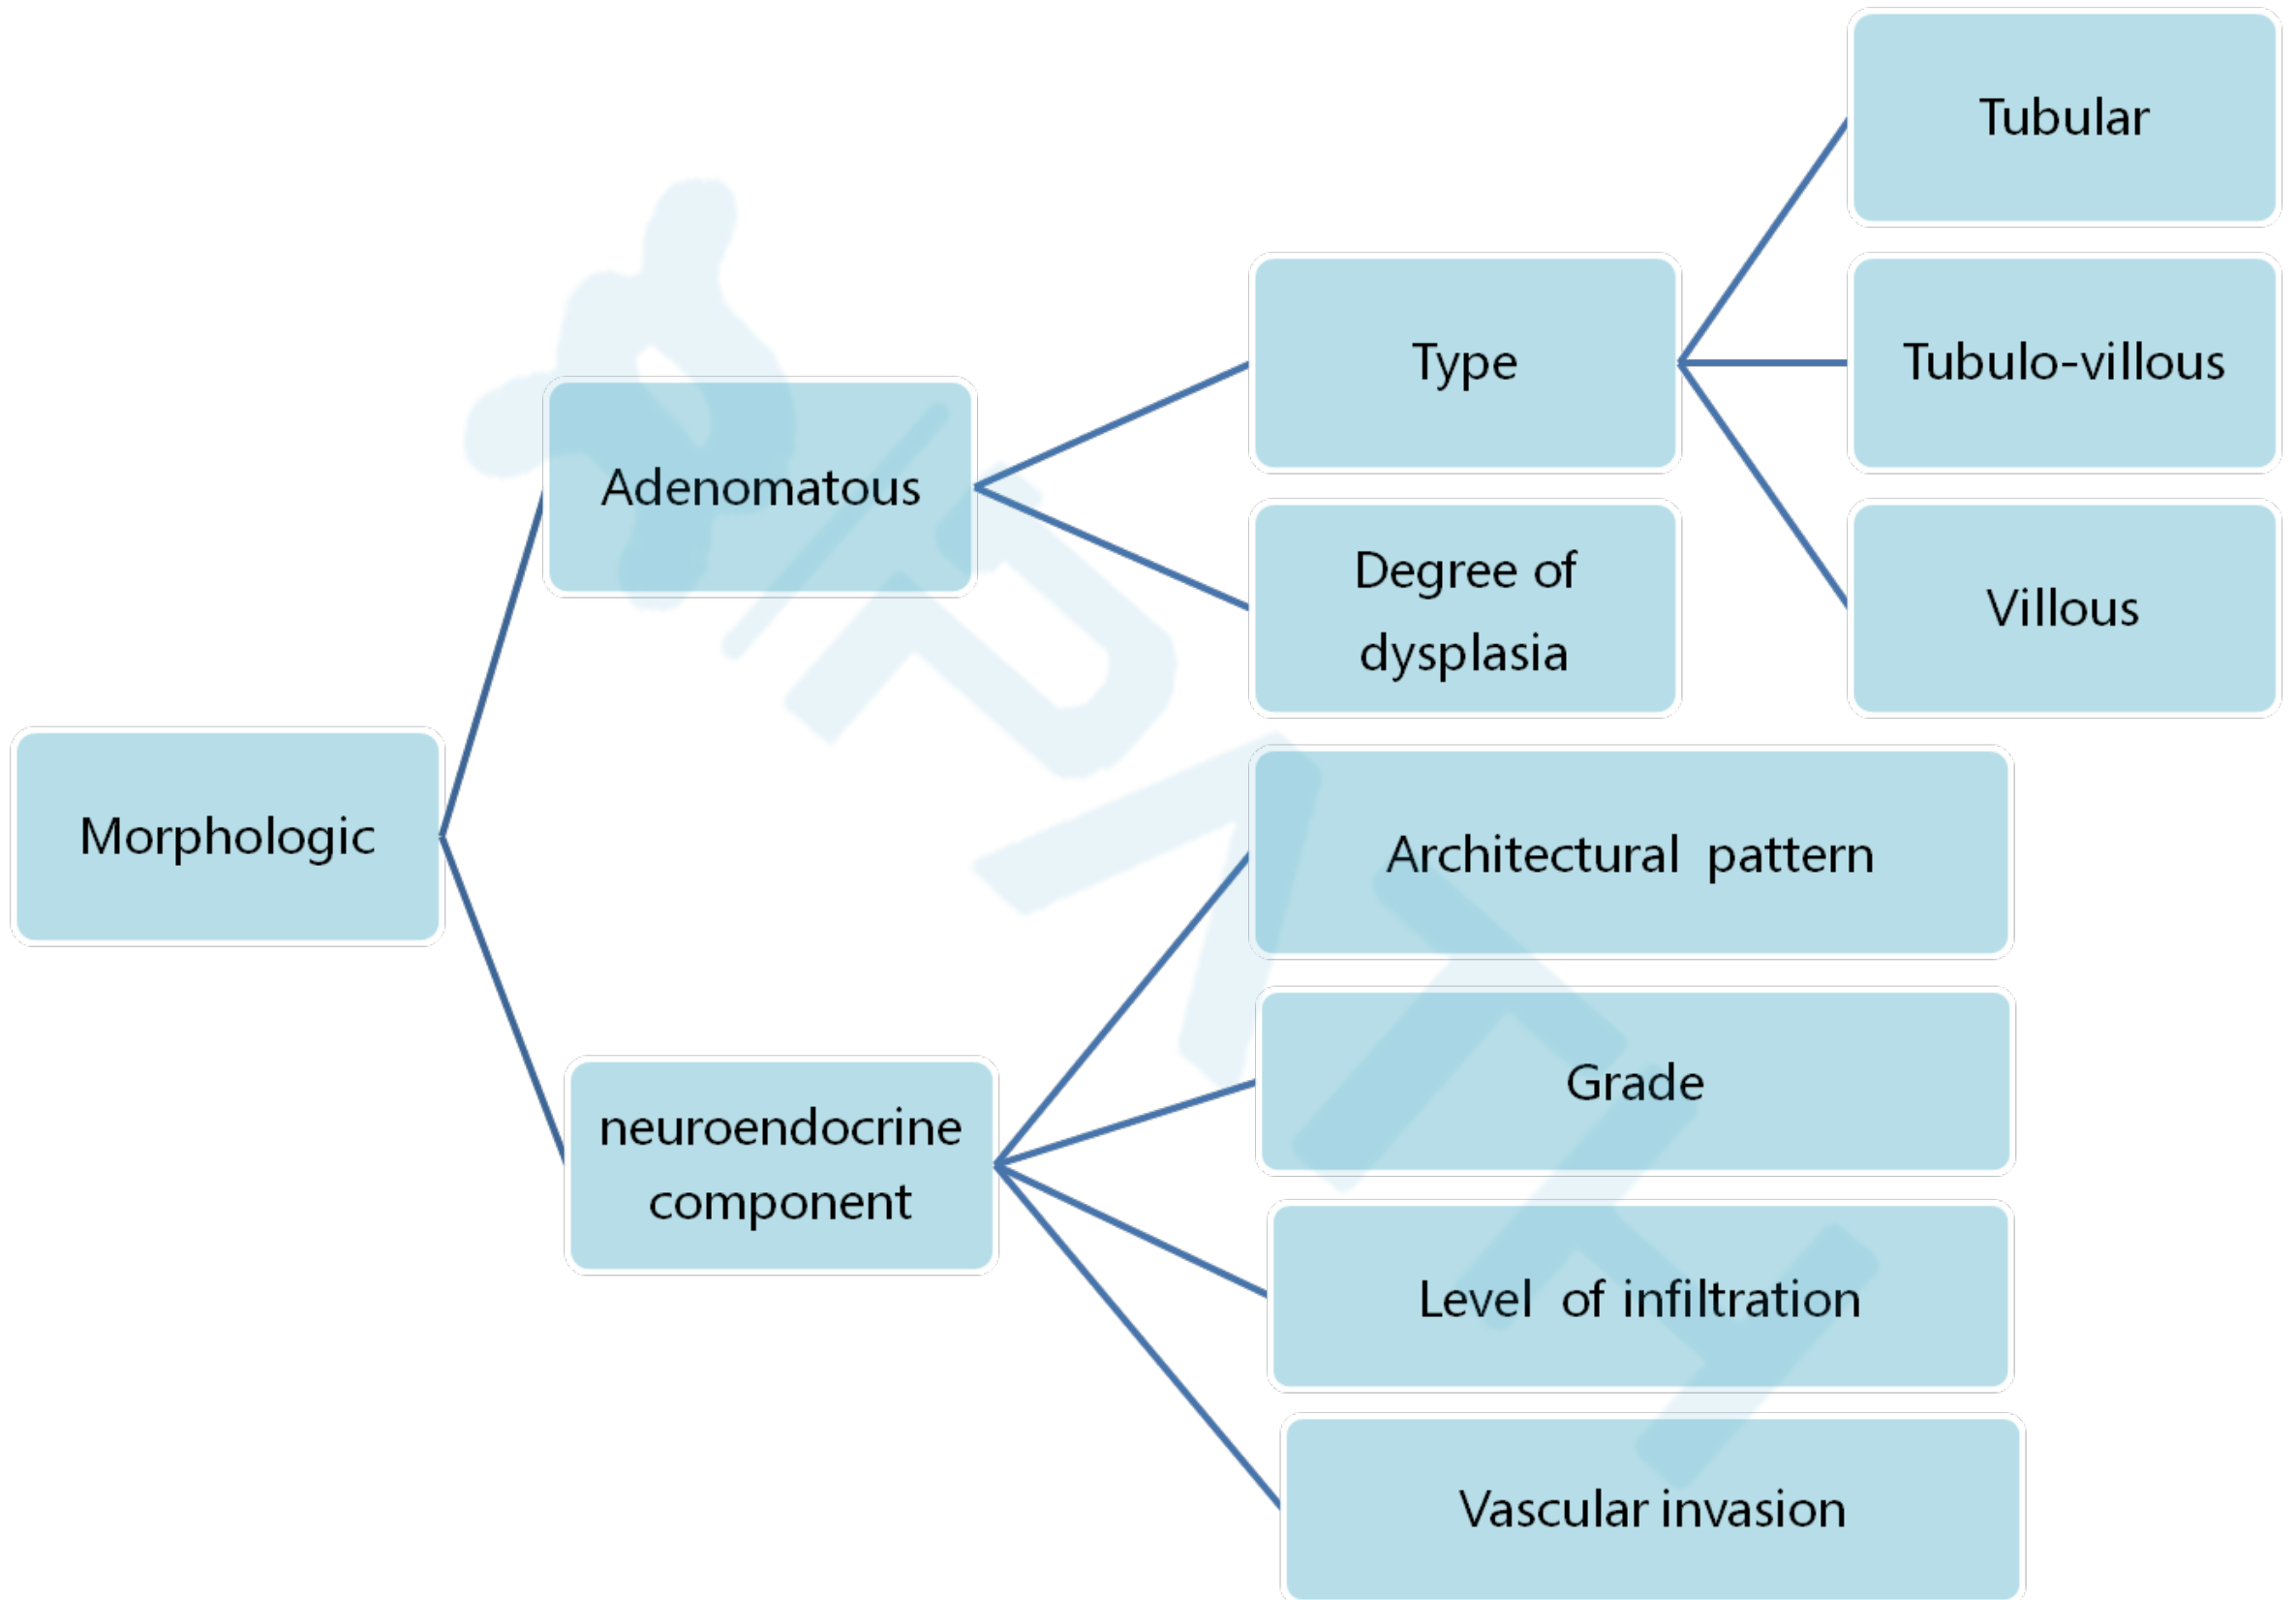 Tubular
Type
Tubulo-villous
Adenomatous
Degree of
dysplasia
Villous
Morphologic
Architectural pattern
Grade
neuroendocrine
component
Level of infiltration
Vascular invasion